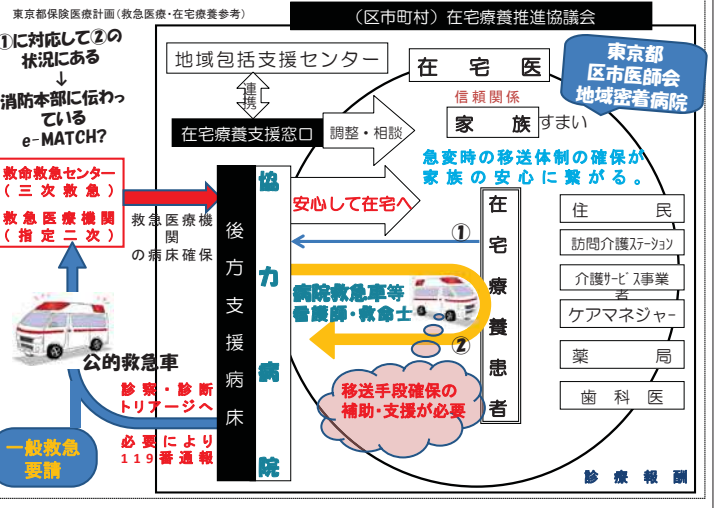 東京都保険医療計画(救急医療・在宅療養参考)
(区市町村)在宅療養推進協議会
①に対応して②の
状況にある
↓
消防本部に伝わっ
ている
e-MATCH?
地域包括支援センター
連携
在宅療養支援窓口
調整・相談
在宅医
信頼関係
家族
すまい
東京都
区市医師会
地域密着病院
急変時の移送体制の確保が
家族の安心に繋がる。
救命救急センター
(三次救急)
救急医療機関
(指定二次)
救急医療機
関
の病床確保
後方支援病床
協力病院
安心して在宅へ
①
病院救急車等
看護師・救命士
②
在宅療養患者
移送手段確保の
補助・支援が必要
住民
訪問介護ステーション
介護サービス事業
者
ケアマネジャー
薬局
歯科医
公的救急車
診察・診断
トリアージへ
必要により
119番通報
一般救急
要請
診療報酬